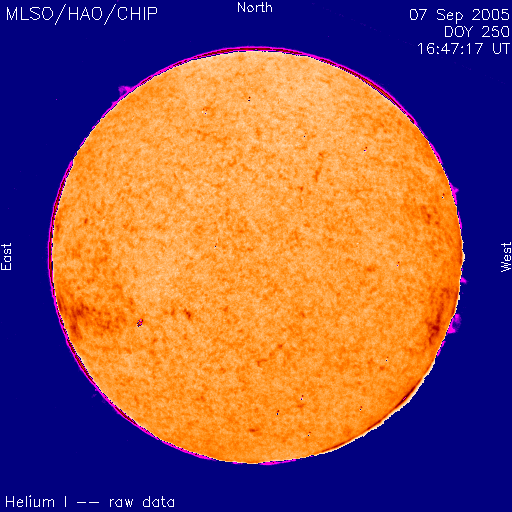 MLSO/HAO/CHIP
North
07 Sep 2005
DOY 250
16:47:17 UT
East
West
Helium I -- raw data